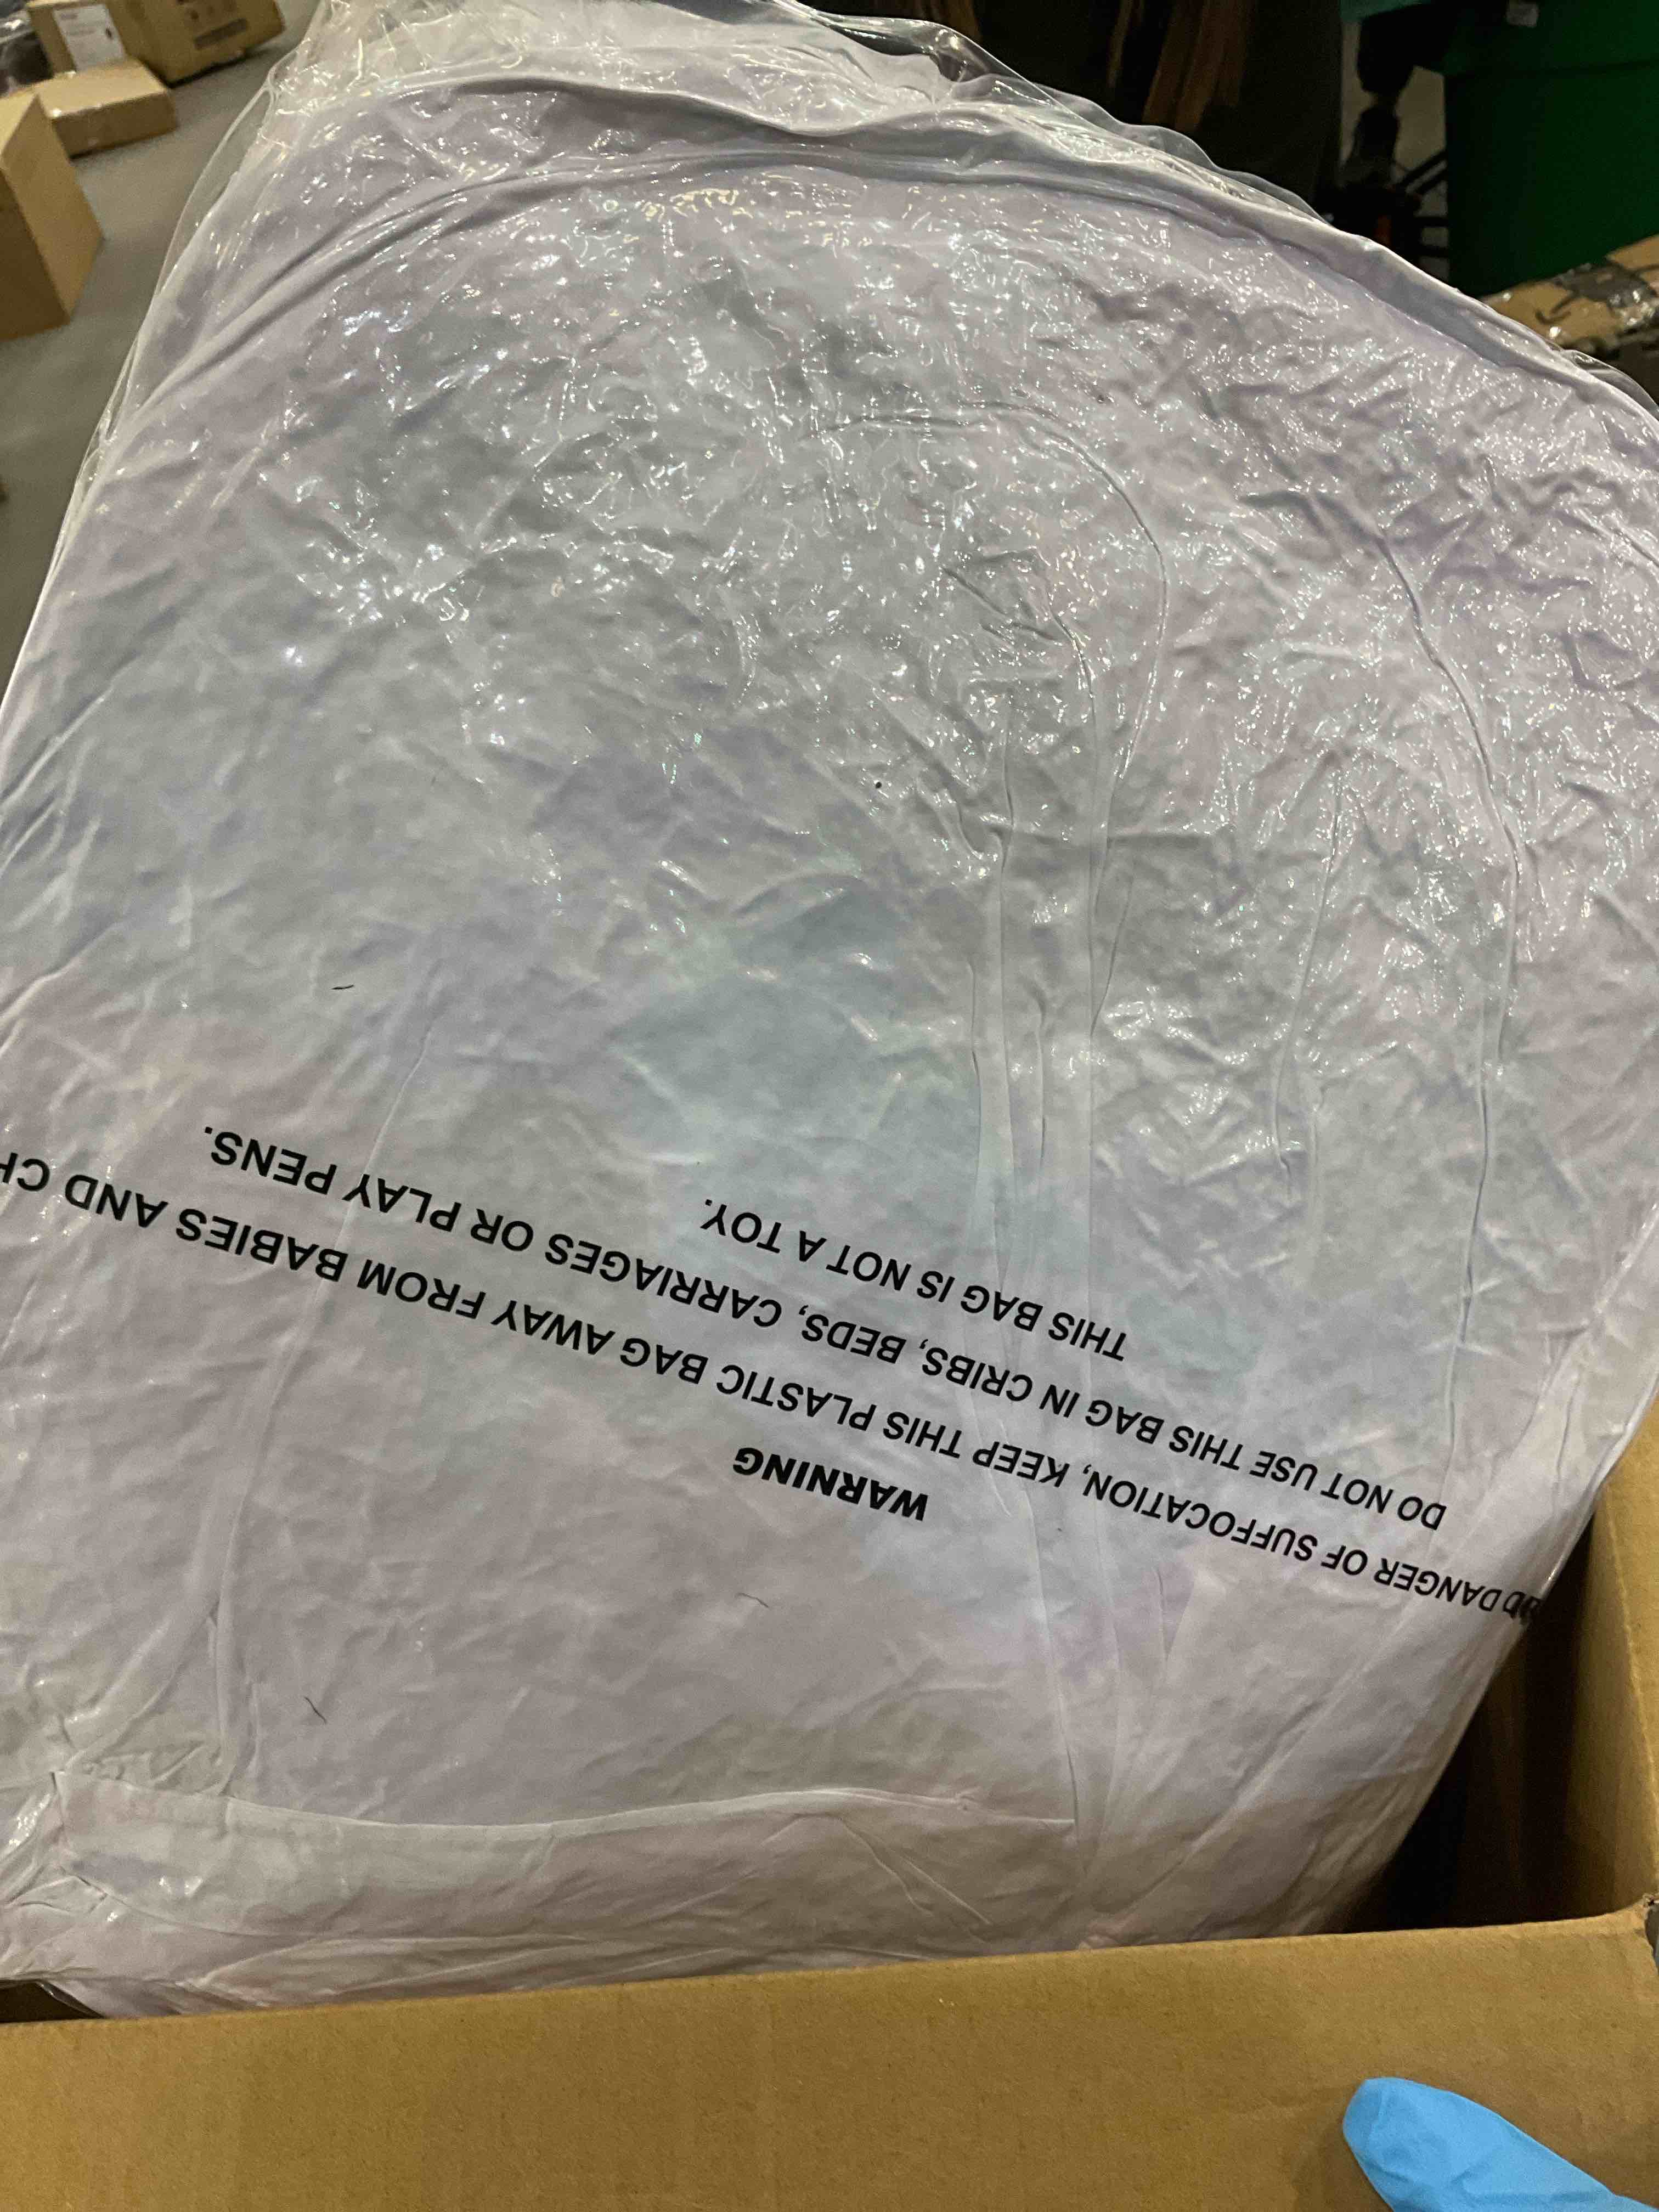 WARNING
DANGER OF SUFFOCATION, KEEP THIS PLASTIC BAG AWAY FROM BABIES AND
DO NOT USE THIS BAG IN CRIBS, BEDS, CARRIAGES OR PLAY PENS.
THIS BAG IS NOT A TOY.